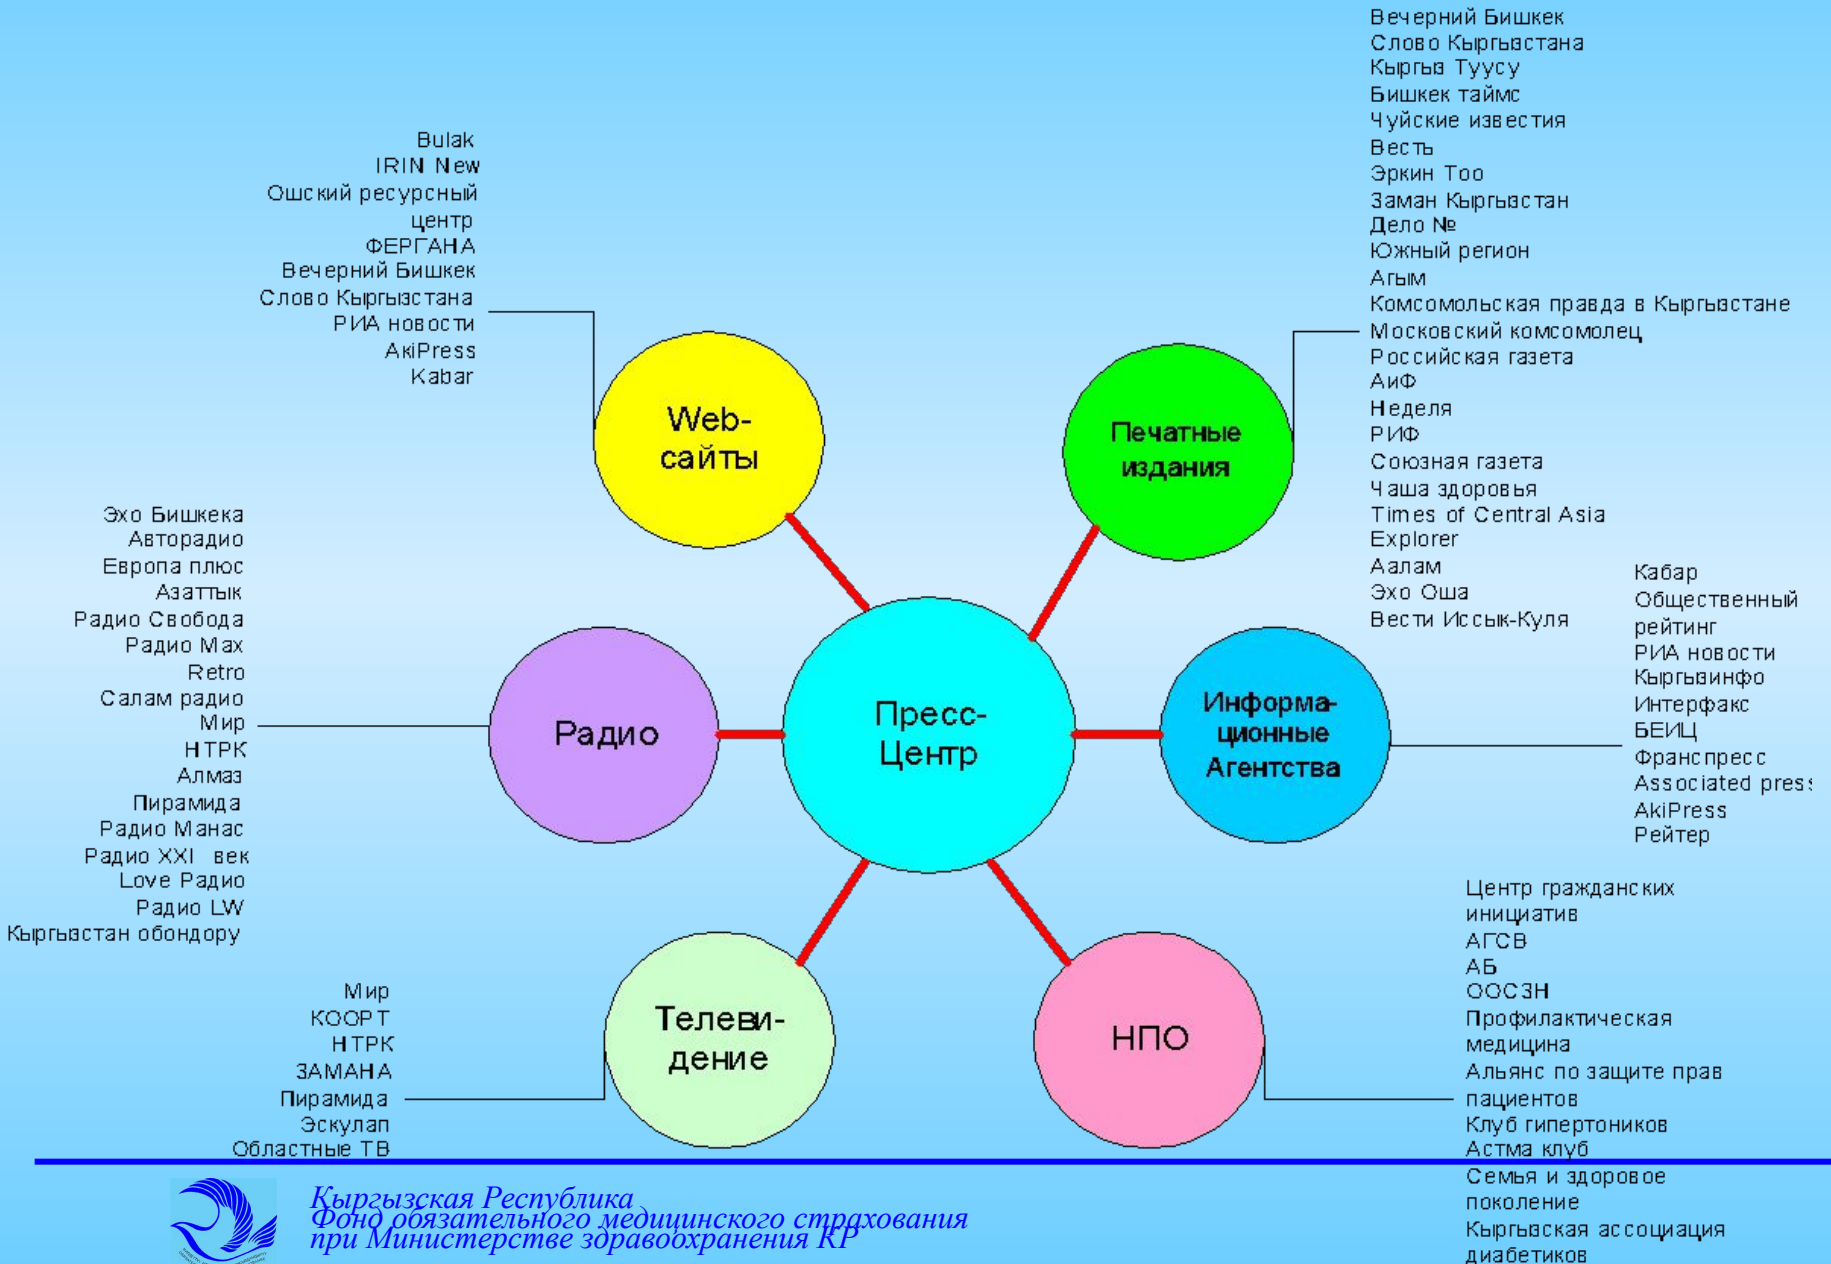 Вечерний Бишкек
Слово Кыргызстана
Кыргыз Туусу
Бишкек таймс
Чуйские известия
Весть
Эркин Тоо
Заман Кыргызстан
Дело №
Южный регион
Агым
Комсомольская правда в Кыргызстане
Московский комсомолец
Российская газета
АиФ
Неделя
РИФ
Союзная газета
Чаша здоровья
Times of Central Asia
Explorer
Аалам
Эхо Оша
Вести Иссык-Куля
Bulak
IRIN New
Ошский ресурсный
центр
ФЕРГАНА
Вечерний Бишкек
Слово Кыргызстана
РИА новости
AкiPress
Kabar
Web-
сайты
Печатные
издания
Эхо Бишкека
Авторадио
Европа плюс
Азаттык
Радио Свобода
Радио Мах
Retro
Салам радио
Мир
НТРК
Алмаз
Пирамида
Радио Манас
Радио XXI век
Love Радио
Радио LW
Кыргызстан обондору
Радио
Пресс-
Центр
Информа-
ционные
Агентства
Кабар
Общественный
рейтинг
РИА новости
Кыргызинфо
Интерфакс
БЕИЦ
Франспресс
Associated press
AkiPress
Рейтер
Мир
КООРТ
НТРК
ЗАМАНА
Пирамида
Эскулап
Областные ТВ
Телеви-
дение
НПО
Центр гражданских
инициатив
АГСВ
АБ
ООСЗН
Профилактическая
медицина
Альянс по защите прав
пациентов
Клуб гипертоников
Астма клуб
Семья и здоровое
поколение
Кыргызская ассоциация
диабетиков
Кыргызская Республика
Фонд обязательного медицинского страхования
при Министерстве здравоохранения КР